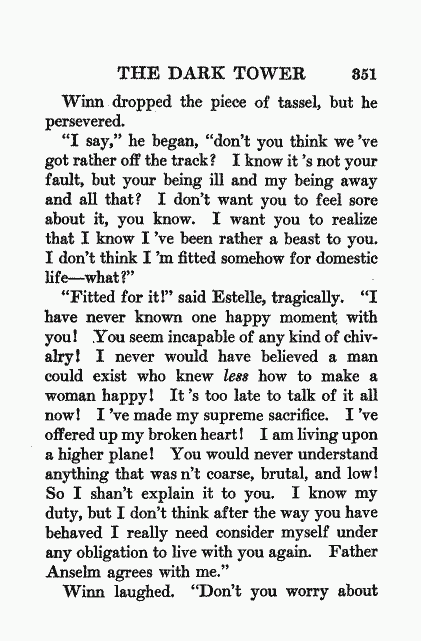 THE DARK TOWER 351
Winn dropped the piece of tassel, but he
persevered.
“I say,” he began, “don’t you think we ’ve
got rather off the track? I know it ’s not your
fault, but your being ill and my being away
and all that? I don’t want you to feel sore
about it, you know. I want you to realize
that I know I ’ve been rather a beast to you.
I don’t think I ’m fitted somehow for domestic
life—what?”
“Fitted for it!” said Estelle, tragically. “I
have never known one happy moment with
you! You seem incapable of any kind of chiv-
alry! I never would have believed a man
could exist who knew less how to make a
woman happy! It ’s too late to talk of it all
now! I ’ve made my supreme sacrifice. I ’ve
offered up my broken heart! I am living upon
a higher plane! You would never understand
anything that was n’t coarse, brutal, and low!
So I shan’t explain it to you. I know my
duty, but I don’t think after the way you have
behaved I really need consider myself under
any obligation to live with you again. Father
Anselm agrees with me.”
Winn laughed. “Don’t you worry about